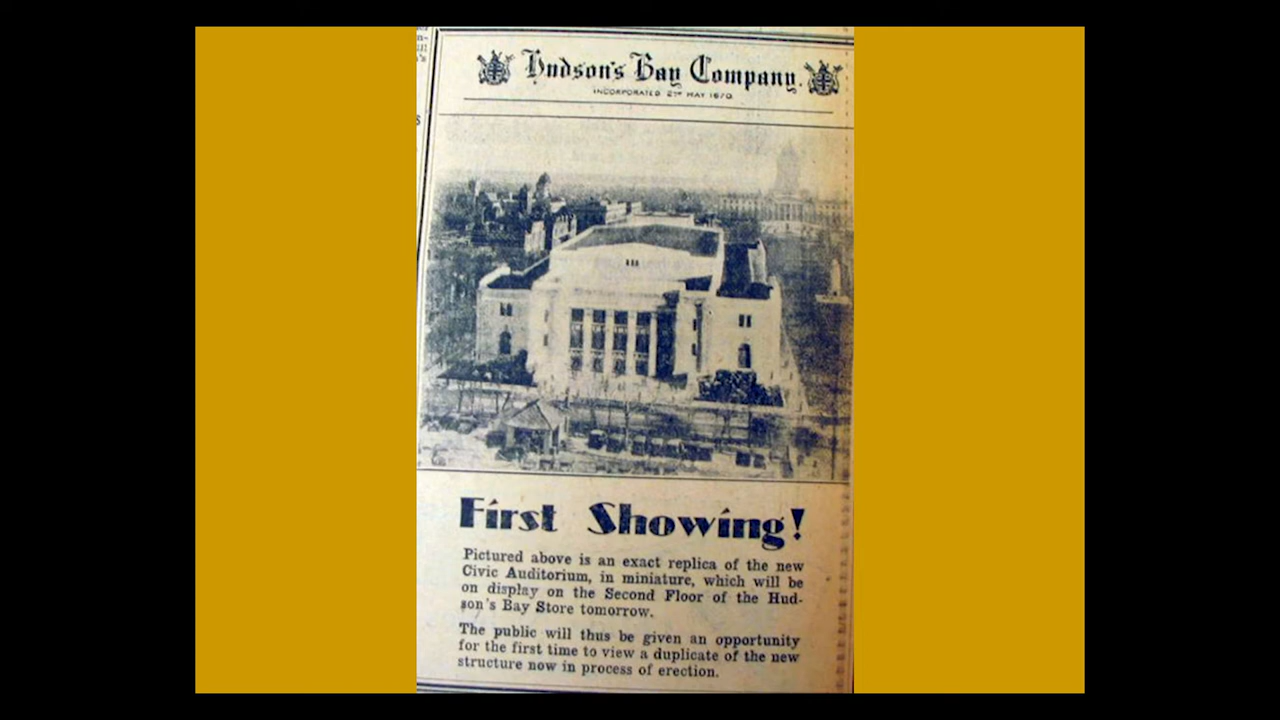 Hudson's Bay Company.
INCORPORATED 2ND MAY 1670.
First Showing!
Pictured above is an exact replica of the new
Civic Auditorium, in miniature, which will be
on display on the Second Floor of the Hud-
son's Bay Store tomorrow.
The public will thus be given an opportunity
for the first time to view a duplicate of the new
structure now in process of erection.